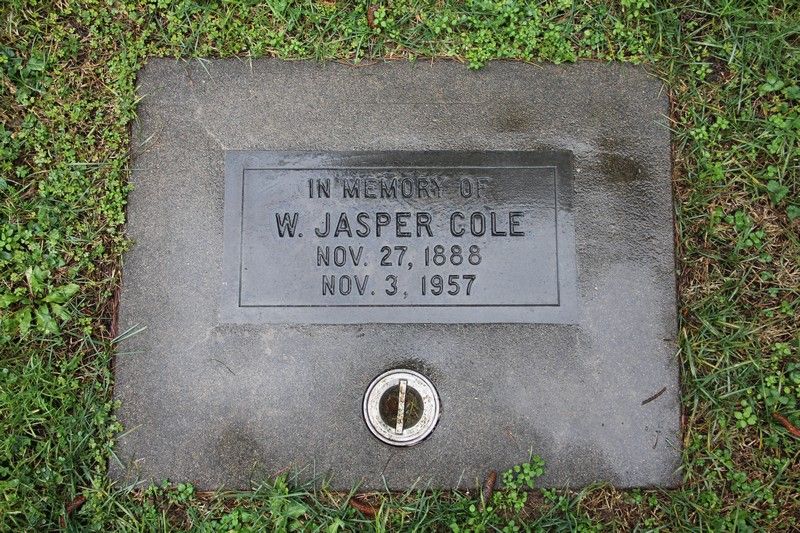 IN MEMORY OF
W. JASPER COLE
NOV. 27, 1888
NOV. 3, 1957